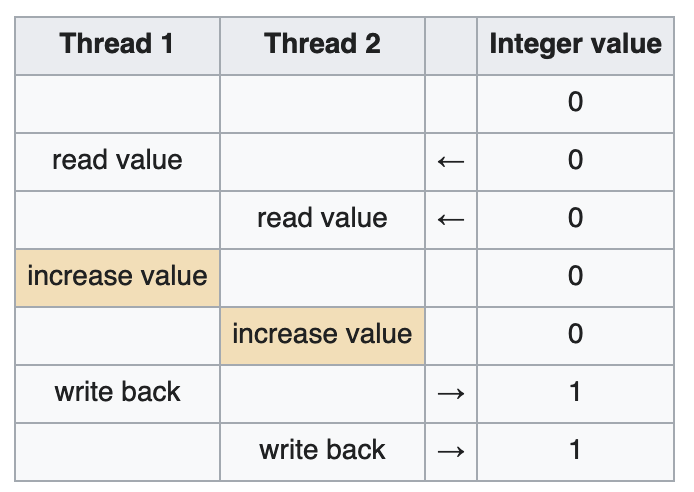 Thread 1 Thread 2 Integer value
0
read value ← 0
read value ← 0
increase value 0
increase value 0
write back → 1
write back → 1